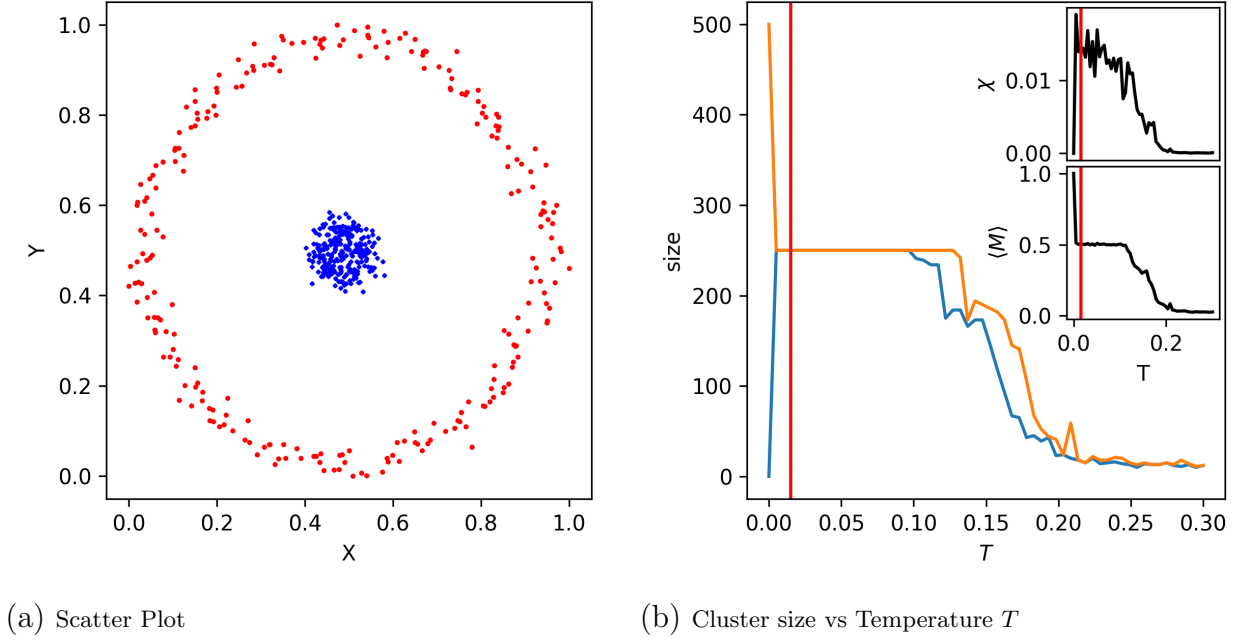 1.0
0.8
0.6
0.4
0.2
0.0
Y
0.0 0.2 0.4 0.6 0.8 1.0
X
500
400
300
200
100
0
size
0.00 0.05 0.10 0.15 0.20 0.25 0.30
T
0.01
0.00
χ
1.0
0.5
0.0
⟨M⟩
0.0 0.2
T
(a) Scatter Plot
(b) Cluster size vs Temperature T